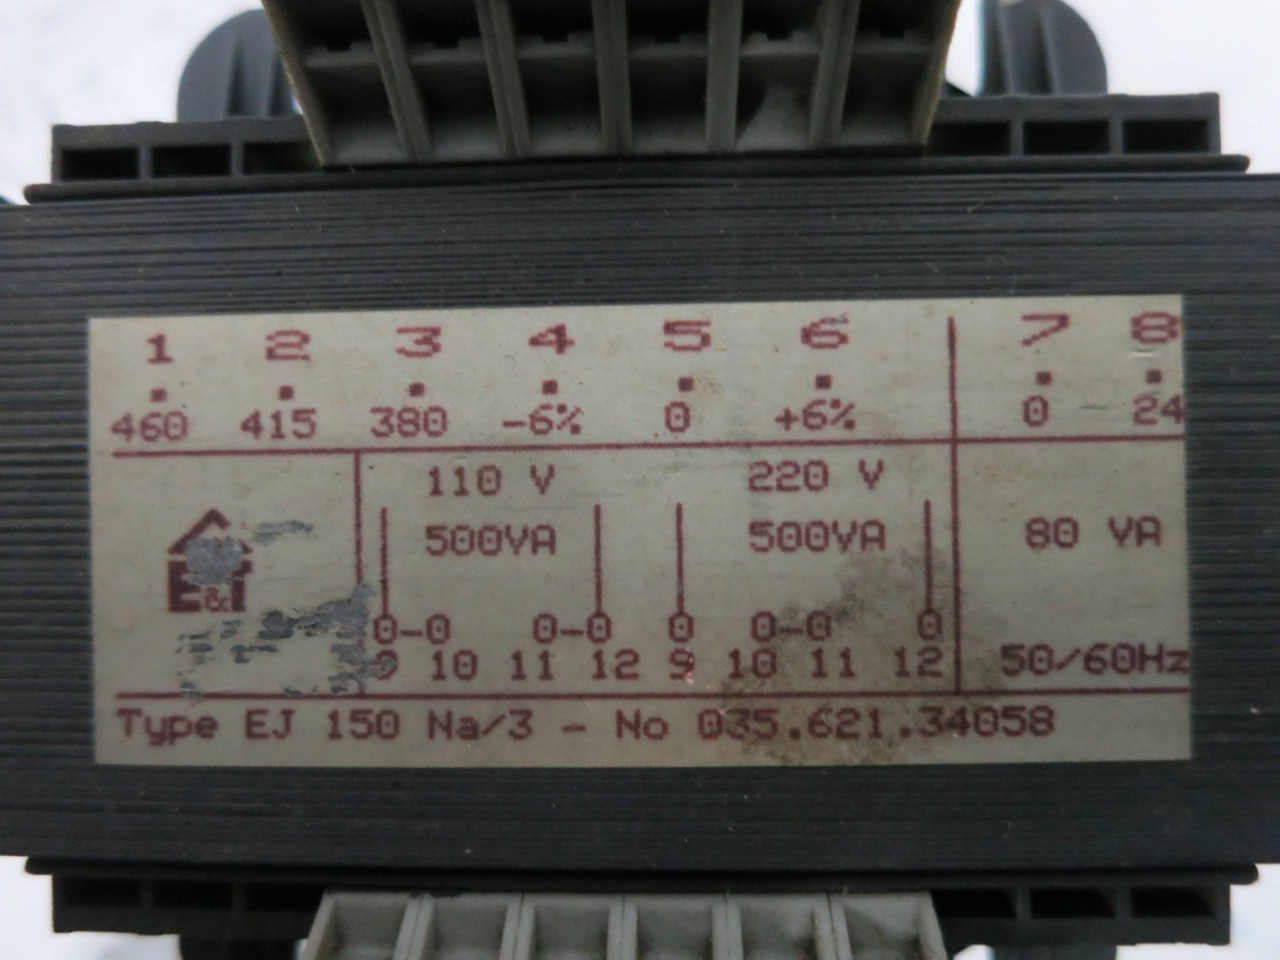 1 2 3 4 5 6 7 8
460 415 380 -6% 0 +6% 0 24
110 V 220 V
500VA 500VA 80 VA
E&I
0-0 0-0 0 0-0 0
9 10 11 12 9 10 11 12 50/60Hz
Type EJ 150 Na/3 - No 035.621.34058